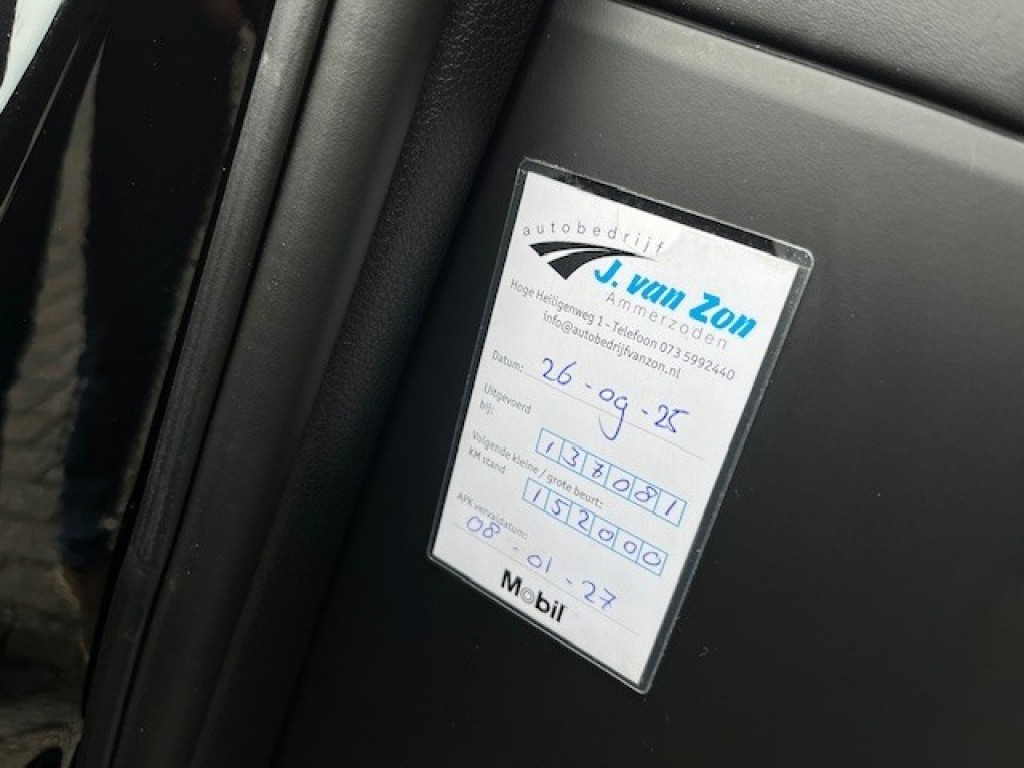 autobedrijf
J. van Zon
Ammerzoden
Hoge Heiligenweg 1 - Telefoon 073 5992440
info@autobedrijfvanzon.nl
Datum: 26-09-25
Uitgevoerd
bij: 137081
Volgende kleine / grote beurt:
KM stand 152000
APK vervaldatum:
08-01-27
Mobil